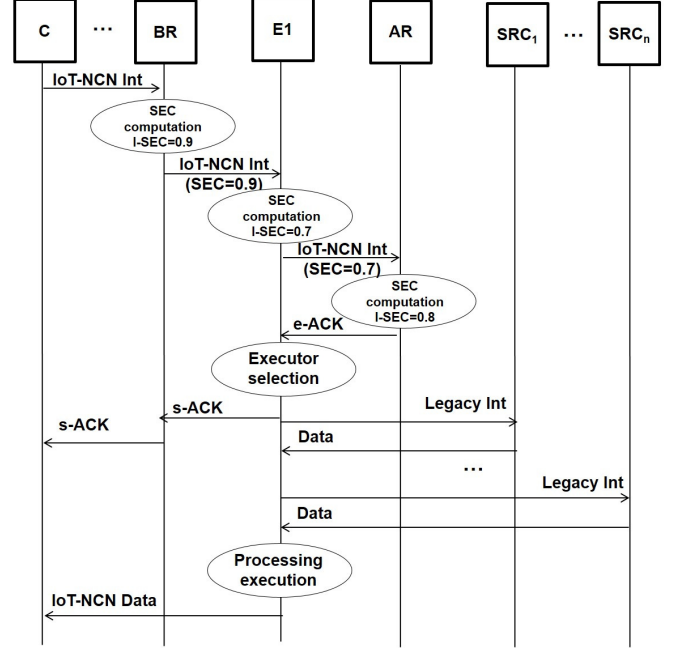 C ... BR E1 AR SRC1 ... SRCn
IoT-NCN Int
SEC
computation
I-SEC=0.9
IoT-NCN Int
(SEC=0.9)
SEC
computation
I-SEC=0.7
IoT-NCN Int
(SEC=0.7)
SEC
computation
I-SEC=0.8
e-ACK
Executor
selection
s-ACK
Legacy Int
s-ACK
Data
...
Legacy Int
Data
Processing
execution
IoT-NCN Data